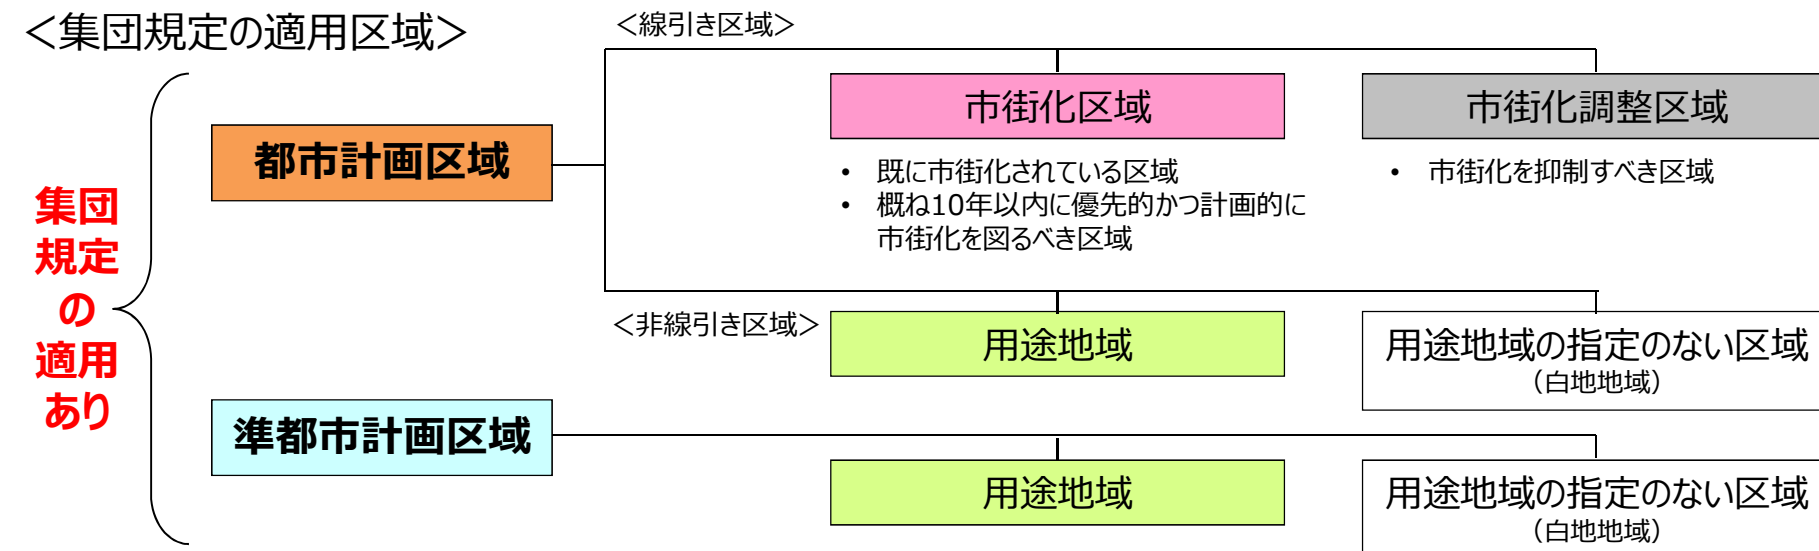 ＜集団規定の適用区域＞
＜線引き区域＞
市街化区域
市街化調整区域
都市計画区域
• 既に市街化されている区域
• 概ね10年以内に優先的かつ計画的に
市街化を図るべき区域
• 市街化を抑制すべき区域
集団
規定
の
適用
あり
＜非線引き区域＞
用途地域
用途地域の指定のない区域
（白地地域）
準都市計画区域
用途地域
用途地域の指定のない区域
（白地地域）